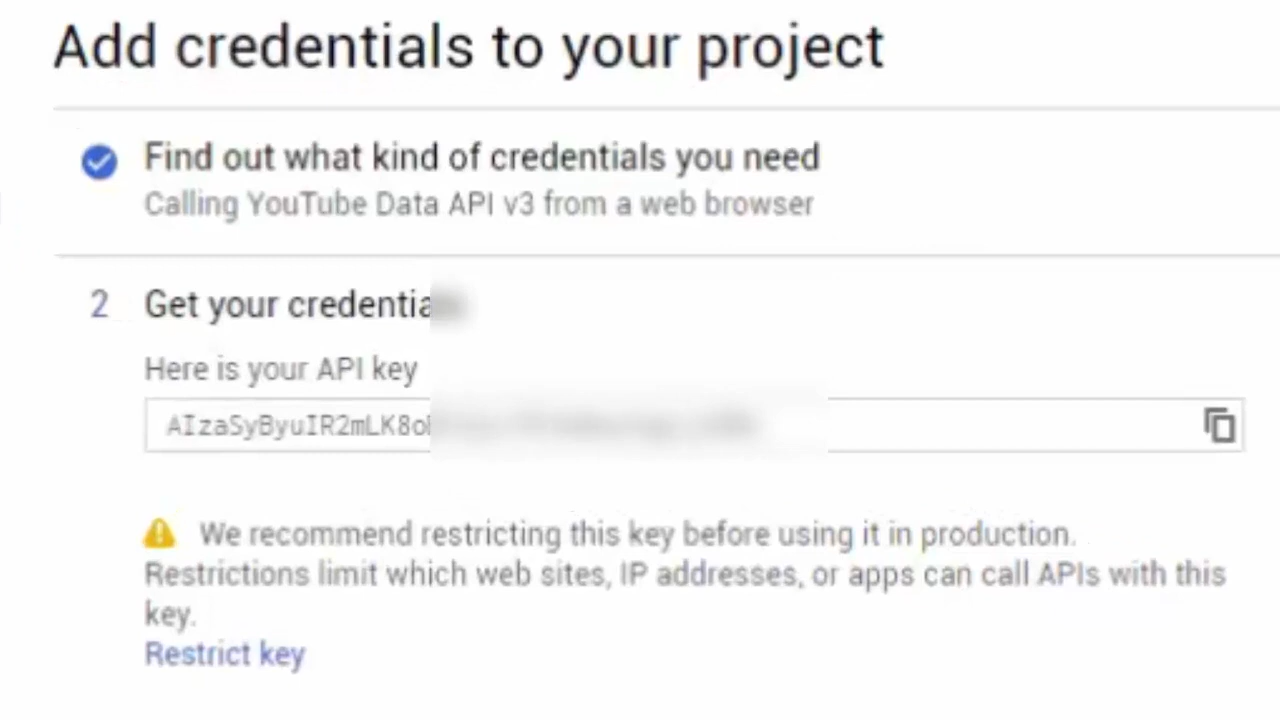 Add credentials to your project
Find out what kind of credentials you need
Calling YouTube Data API v3 from a web browser
2 Get your credentia
Here is your API key
AIzaSyByuIR2mLK8o
We recommend restricting this key before using it in production.
Restrictions limit which web sites, IP addresses, or apps can call APIs with this
key.
Restrict key